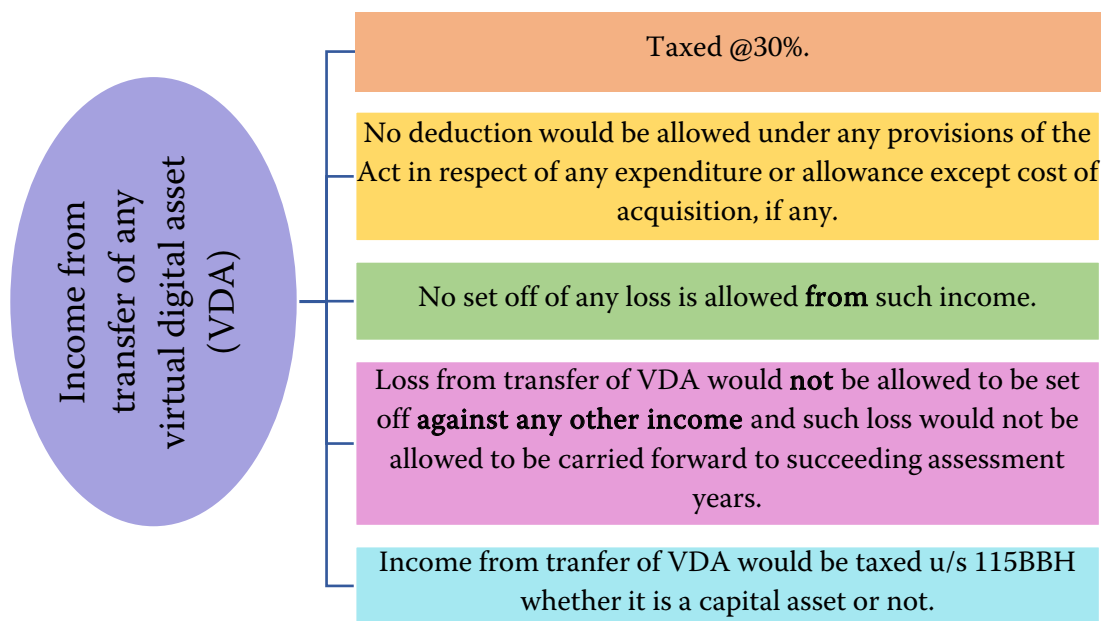 Income from
transfer of any
virtual digital asset
(VDA)
Taxed @30%.
No deduction would be allowed under any provisions of the
Act in respect of any expenditure or allowance except cost of
acquisition, if any.
No set off of any loss is allowed from such income.
Loss from transfer of VDA would not be allowed to be set
off against any other income and such loss would not be
allowed to be carried forward to succeeding assessment
years.
Income from tranfer of VDA would be taxed u/s 115BBH
whether it is a capital asset or not.